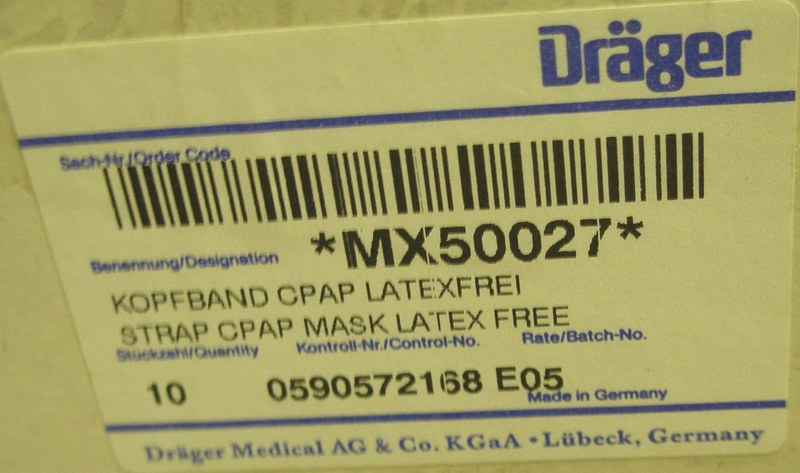 Dräger
Sach-Nr./Order Code
*MX50027*
Benennung/Designation
KOPFBAND CPAP LATEXFREI
STRAP CPAP MASK LATEX FREE
Stückzahl/Quantity Kontroll-Nr./Control-No. Rate/Batch-No.
10 0590572168 E05
Made in Germany
Dräger Medical AG & Co. KGaA • Lübeck, Germany